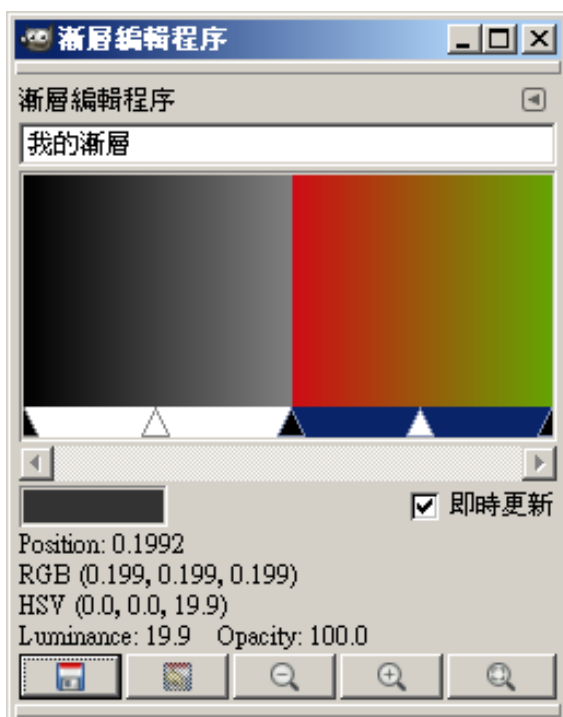 漸層編輯程序
漸層編輯程序
我的漸層
即時更新
Position: 0.1992
RGB (0.199, 0.199, 0.199)
HSV (0.0, 0.0, 19.9)
Luminance: 19.9 Opacity: 100.0